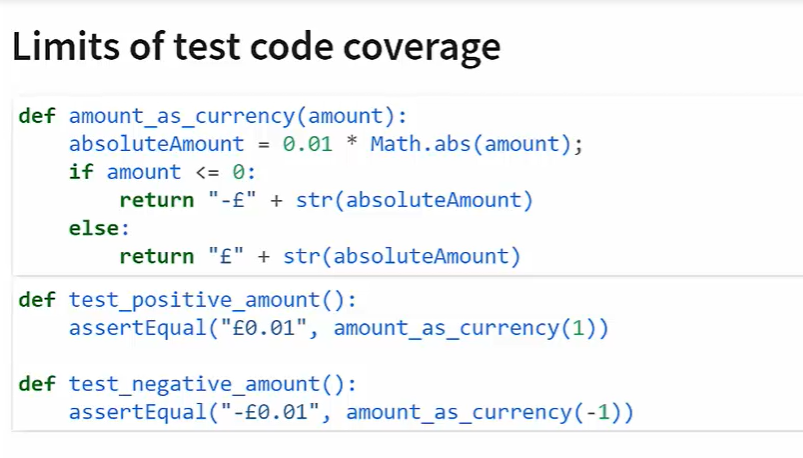 Limits of test code coverage
def amount_as_currency(amount):
    absoluteAmount = 0.01 * Math.abs(amount);
    if amount <= 0:
        return "-£" + str(absoluteAmount)
    else:
        return "£" + str(absoluteAmount)
def test_positive_amount():
    assertEqual("£0.01", amount_as_currency(1))
def test_negative_amount():
    assertEqual("-£0.01", amount_as_currency(-1))